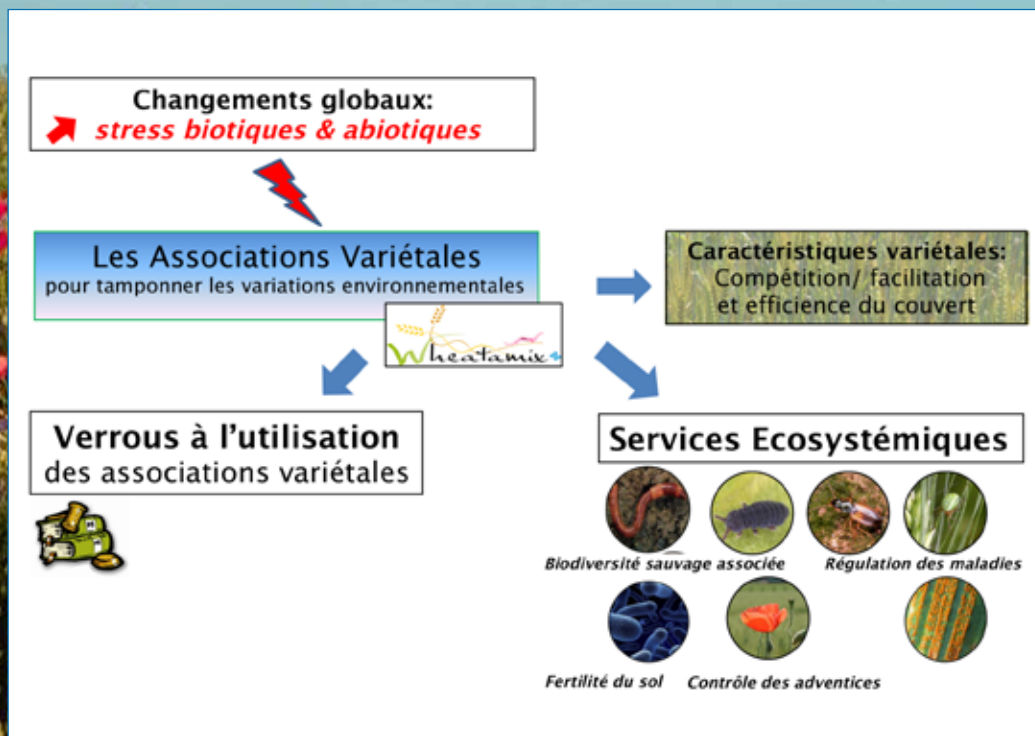 Changements globaux:
stress biotiques & abiotiques
Les Associations Variétales
pour tamponner les variations environnementales
Wheatamix
Caractéristiques variétales:
Compétition/ facilitation
et efficience du couvert
Verrous à l’utilisation
des associations variétales
Services Ecosystémiques
Biodiversité sauvage associée
Régulation des maladies
Fertilité du sol
Contrôle des adventices